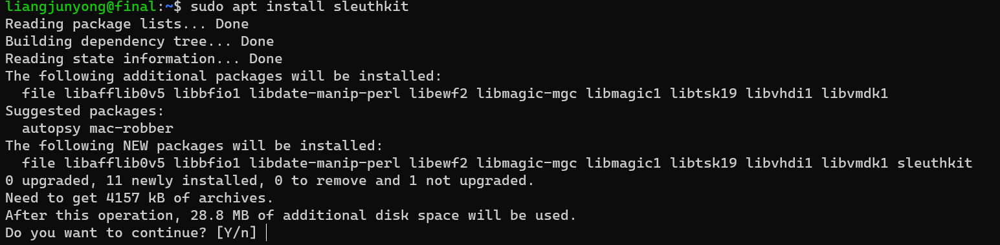 liangjunyong@final:~$ sudo apt install sleuthkit
Reading package lists... Done
Building dependency tree... Done
Reading state information... Done
The following additional packages will be installed:
  file libafflib0v5 libbfio1 libdate-manip-perl libewf2 libmagic-mgc libmagic1 libtsk19 libvhdi1 libvmdk1
Suggested packages:
  autopsy mac-robber
The following NEW packages will be installed:
  file libafflib0v5 libbfio1 libdate-manip-perl libewf2 libmagic-mgc libmagic1 libtsk19 libvhdi1 libvmdk1 sleuthkit
0 upgraded, 11 newly installed, 0 to remove and 1 not upgraded.
Need to get 4157 kB of archives.
After this operation, 28.8 MB of additional disk space will be used.
Do you want to continue? [Y/n]